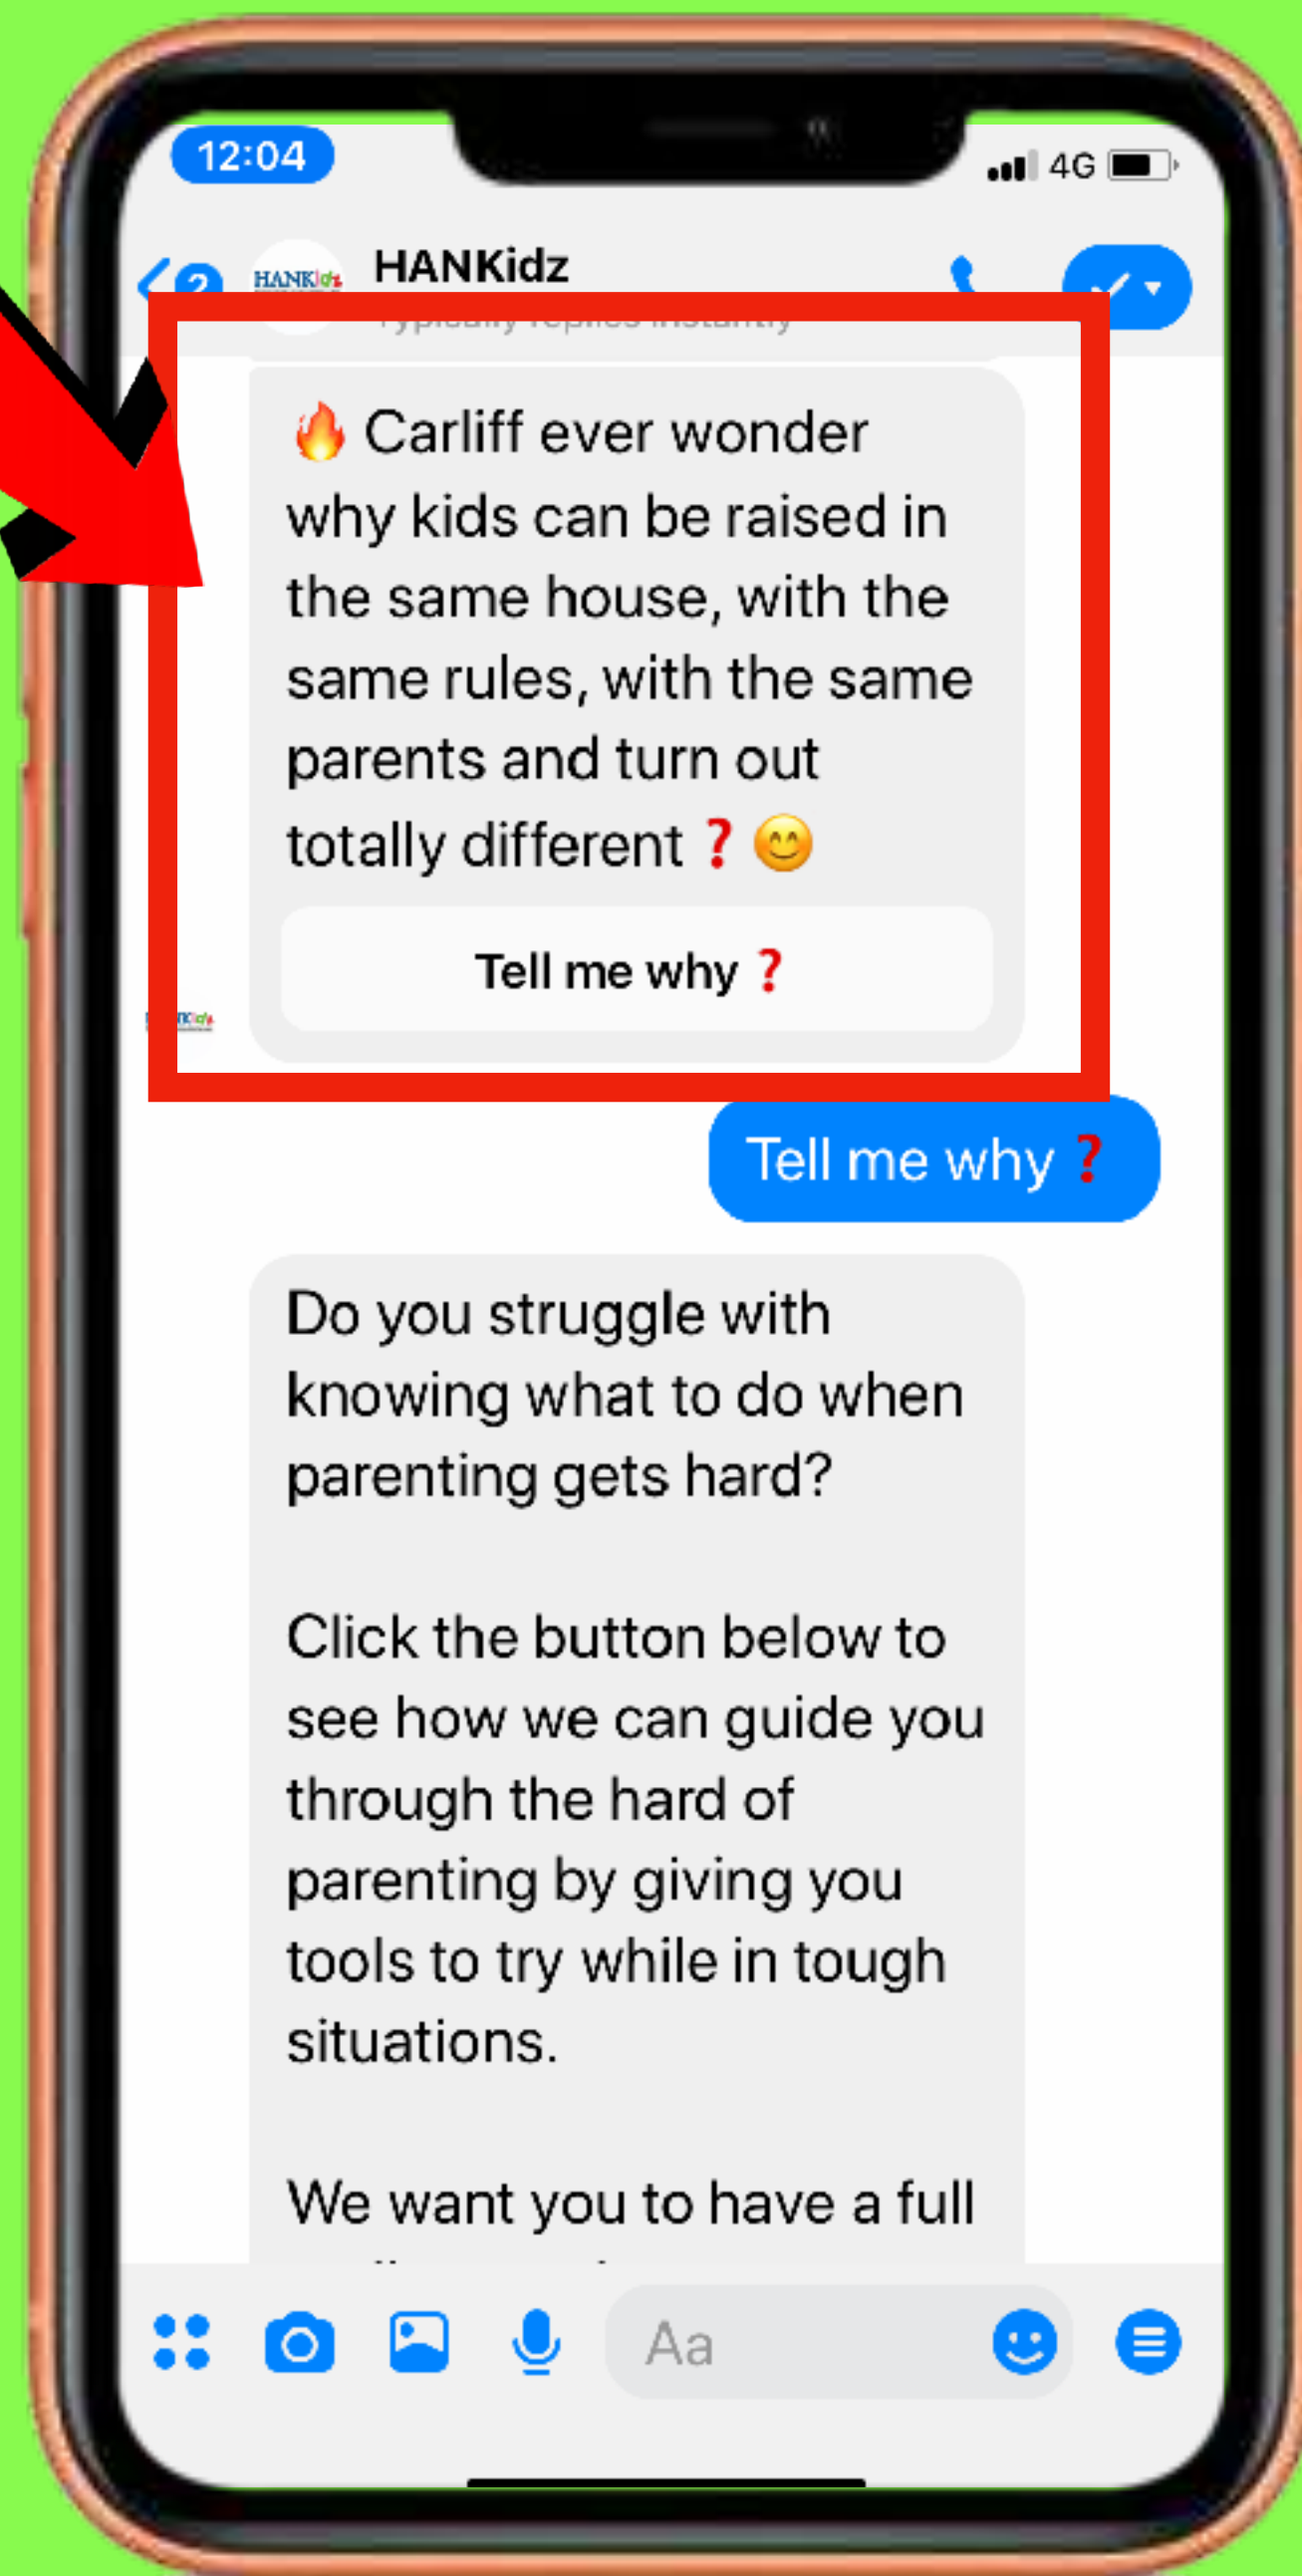 12:04
4G
2
HANKidz
HANKidz
Typically replies instantly
🔥 Carliff ever wonder
why kids can be raised in
the same house, with the
same rules, with the same
parents and turn out
totally different ❓ 😊
Tell me why ❓
Tell me why ❓
Do you struggle with
knowing what to do when
parenting gets hard?
Click the button below to
see how we can guide you
through the hard of
parenting by giving you
tools to try while in tough
situations.
We want you to have a full
Aa